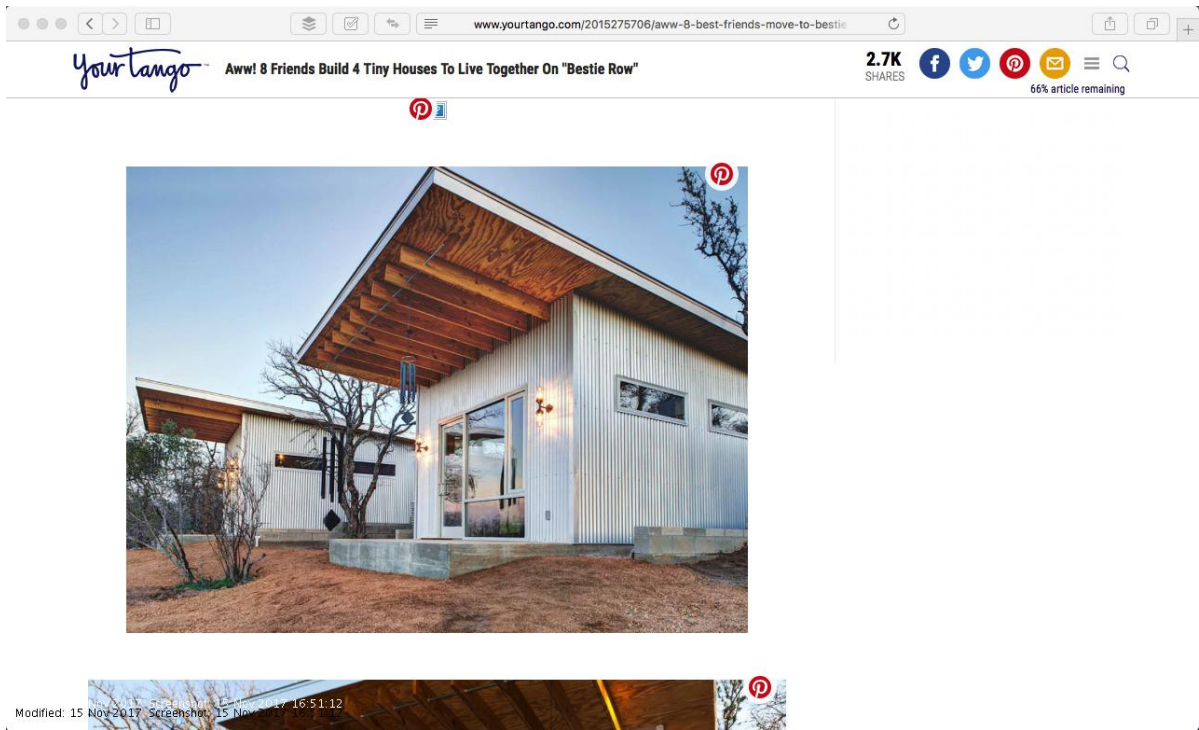 www.yourtango.com/2015275706/aww-8-best-friends-move-to-bestie
YourTango
Aww! 8 Friends Build 4 Tiny Houses To Live Together On "Bestie Row"
2.7K
SHARES
66% article remaining
Modified: 15 Nov 2017 Screenshot: 15 Nov 2017 16:51:12